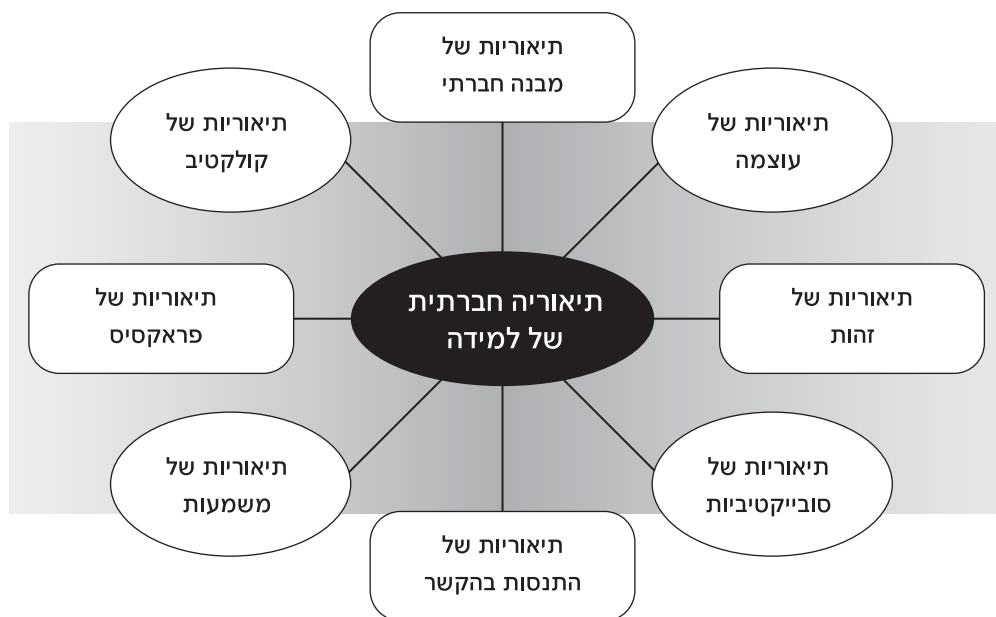 תיאוריות של
מבנה חברתי
תיאוריות של
עוצמה
תיאוריות של
קולקטיב
תיאוריות של
זהות
תיאוריה חברתית
של למידה
תיאוריות של
פראקסיס
תיאוריות של
סובייקטיביות
תיאוריות של
משמעות
תיאוריות של
התנסות בהקשר